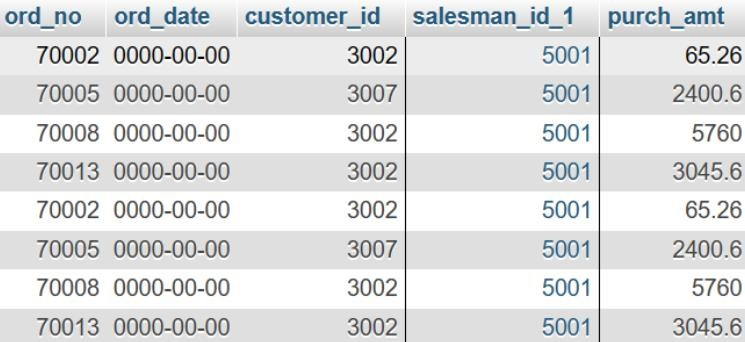 ord_no ord_date customer_id salesman_id_1 purch_amt
70002 0000-00-00 3002 5001 65.26
70005 0000-00-00 3007 5001 2400.6
70008 0000-00-00 3002 5001 5760
70013 0000-00-00 3002 5001 3045.6
70002 0000-00-00 3002 5001 65.26
70005 0000-00-00 3007 5001 2400.6
70008 0000-00-00 3002 5001 5760
70013 0000-00-00 3002 5001 3045.6